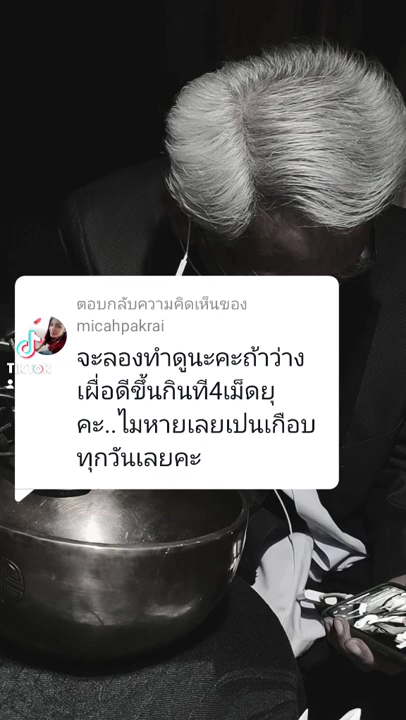 ตอบกลับความคิดเห็นของ
micahpakrai
จะลองทำดูนะคะถ้าว่าง
เผื่อดีขึ้นกินที4เม็ดยุ
คะ..ไมหายเลยเปนเกือบ
ทุกวันเลยคะ
TikTok